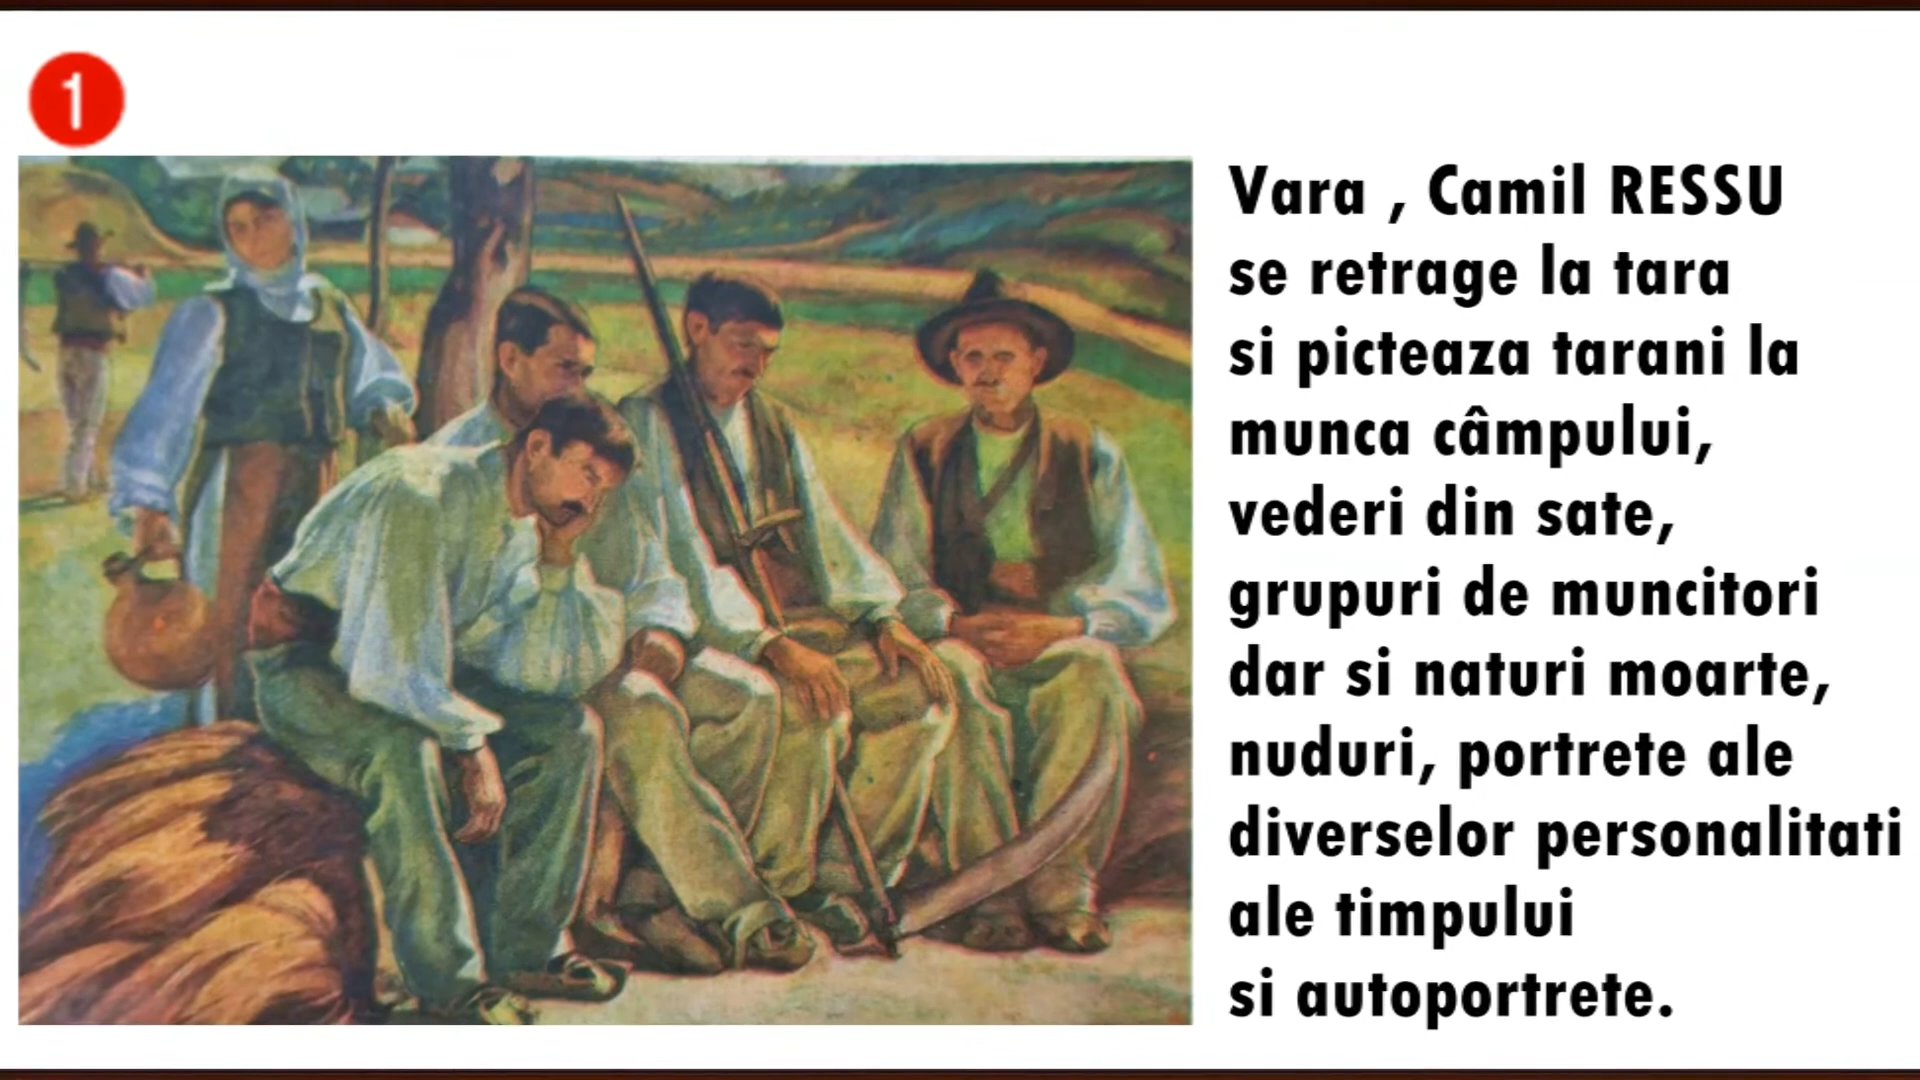 1
Vara , Camil RESSU
se retrage la tara
si picteaza tarani la
munca câmpului,
vederi din sate,
grupuri de muncitori
dar si naturi moarte,
nuduri, portrete ale
diverselor personalitati
ale timpului
si autoportrete.